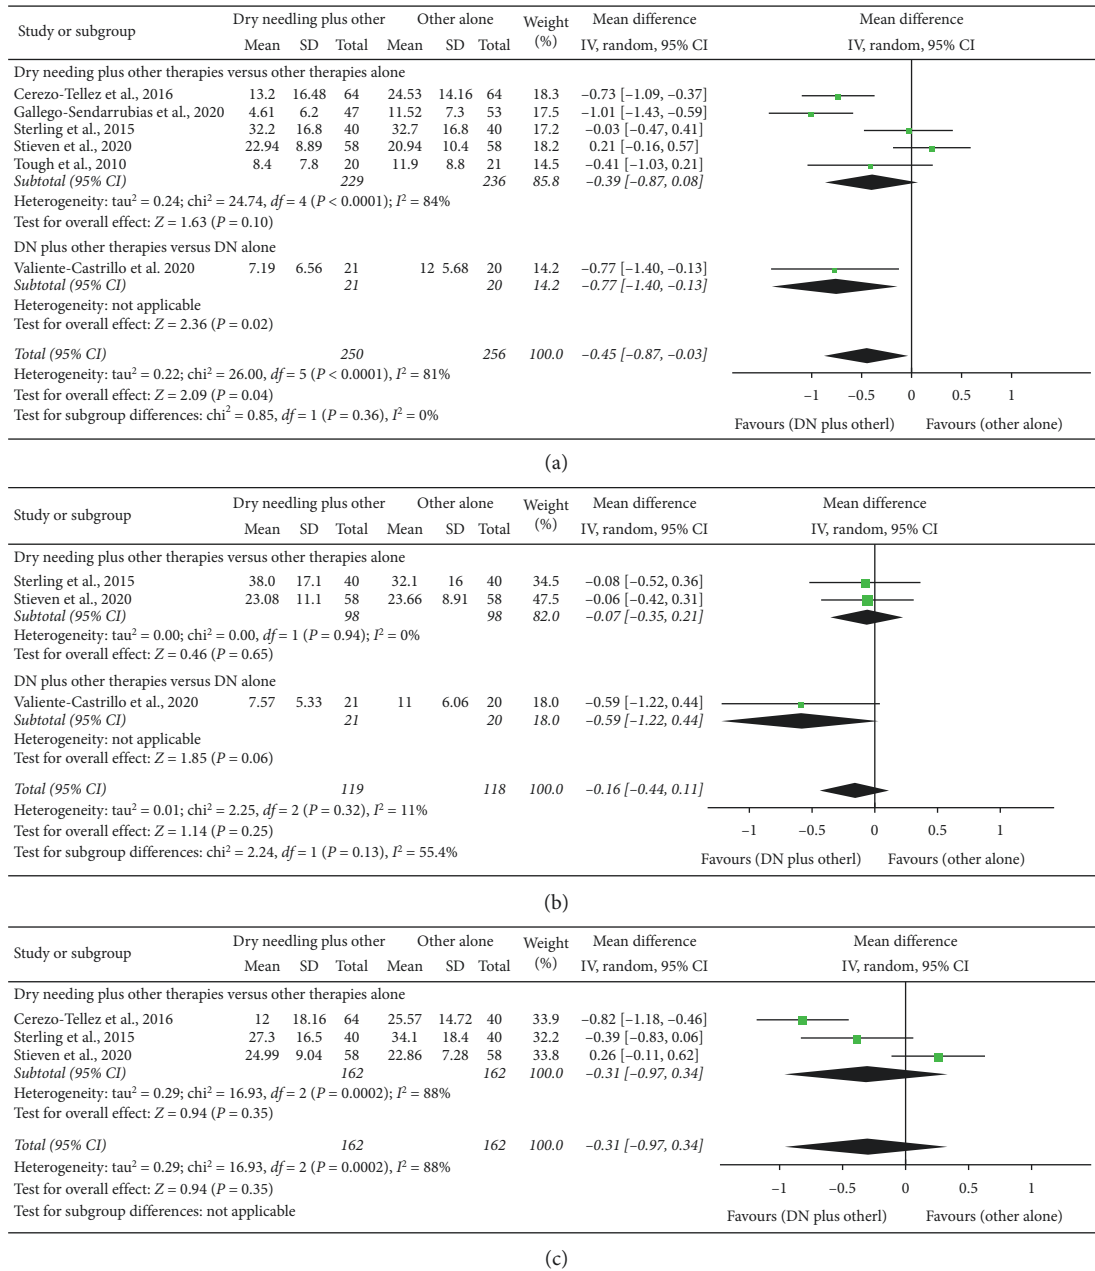 Study or subgroup Dry needling plus other Other alone Weight (%) Mean difference Mean difference
Mean SD Total Mean SD Total IV, random, 95% CI IV, random, 95% CI
Dry needing plus other therapies versus other therapies alone
Cerezo-Tellez et al., 2016 13.2 16.48 64 24.53 14.16 64 18.3 −0.73 [−1.09, −0.37]
Gallego-Sendarrubias et al., 2020 4.61 6.2 47 11.52 7.3 53 17.5 −1.01 [−1.43, −0.59]
Sterling et al., 2015 32.2 16.8 40 32.7 16.8 40 17.2 −0.03 [−0.47, 0.41]
Stieven et al., 2020 22.94 8.89 58 20.94 10.4 58 18.2 0.21 [−0.16, 0.57]
Tough et al., 2010 8.4 7.8 20 11.9 8.8 21 14.5 −0.41 [−1.03, 0.21]
Subtotal (95% CI) 229 236 85.8 −0.39 [−0.87, 0.08]
Heterogeneity: tau² = 0.24; chi² = 24.74, df = 4 (P < 0.0001); I² = 84%
Test for overall effect: Z = 1.63 (P = 0.10)
DN plus other therapies versus DN alone
Valiente-Castrillo et al. 2020 7.19 6.56 21 12 5.68 20 14.2 −0.77 [−1.40, −0.13]
Subtotal (95% CI) 21 20 14.2 −0.77 [−1.40, −0.13]
Heterogeneity: not applicable
Test for overall effect: Z = 2.36 (P = 0.02)
Total (95% CI) 250 256 100.0 −0.45 [−0.87, −0.03]
Heterogeneity: tau² = 0.22; chi² = 26.00, df = 5 (P < 0.0001), I² = 81%
Test for overall effect: Z = 2.09 (P = 0.04)
Test for subgroup differences: chi² = 0.85, df = 1 (P = 0.36), I² = 0%
−1 −0.5 0 0.5 1
Favours (DN plus otherl) Favours (other alone)
(a)
Study or subgroup Dry needling plus other Other alone Weight (%) Mean difference Mean difference
Mean SD Total Mean SD Total IV, random, 95% CI IV, random, 95% CI
Dry needing plus other therapies versus other therapies alone
Sterling et al., 2015 38.0 17.1 40 32.1 16 40 34.5 −0.08 [−0.52, 0.36]
Stieven et al., 2020 23.08 11.1 58 23.66 8.91 58 47.5 −0.06 [−0.42, 0.31]
Subtotal (95% CI) 98 98 82.0 −0.07 [−0.35, 0.21]
Heterogeneity: tau² = 0.00; chi² = 0.00, df = 1 (P = 0.94); I² = 0%
Test for overall effect: Z = 0.46 (P = 0.65)
DN plus other therapies versus DN alone
Valiente-Castrillo et al., 2020 7.57 5.33 21 11 6.06 20 18.0 −0.59 [−1.22, 0.44]
Subtotal (95% CI) 21 20 18.0 −0.59 [−1.22, 0.44]
Heterogeneity: not applicable
Test for overall effect: Z = 1.85 (P = 0.06)
Total (95% CI) 119 118 100.0 −0.16 [−0.44, 0.11]
Heterogeneity: tau² = 0.01; chi² = 2.25, df = 2 (P = 0.32), I² = 11%
Test for overall effect: Z = 1.14 (P = 0.25)
Test for subgroup differences: chi² = 2.24, df = 1 (P = 0.13), I² = 55.4%
−1 −0.5 0 0.5 1
Favours (DN plus otherl) Favours (other alone)
(b)
Study or subgroup Dry needling plus other Other alone Weight (%) Mean difference Mean difference
Mean SD Total Mean SD Total IV, random, 95% CI IV, random, 95% CI
Dry needing plus other therapies versus other therapies alone
Cerezo-Tellez et al., 2016 12 18.16 64 25.57 14.72 40 33.9 −0.82 [−1.18, −0.46]
Sterling et al., 2015 27.3 16.5 40 34.1 18.4 40 32.2 −0.39 [−0.83, 0.06]
Stieven et al., 2020 24.99 9.04 58 22.86 7.28 58 33.8 0.26 [−0.11, 0.62]
Subtotal (95% CI) 162 162 100.0 −0.31 [−0.97, 0.34]
Heterogeneity: tau² = 0.29; chi² = 16.93, df = 2 (P = 0.0002); I² = 88%
Test for overall effect: Z = 0.94 (P = 0.35)
Total (95% CI) 162 162 100.0 −0.31 [−0.97, 0.34]
Heterogeneity: tau² = 0.29; chi² = 16.93, df = 2 (P = 0.0002), I² = 88%
Test for overall effect: Z = 0.94 (P = 0.35)
Test for subgroup differences: not applicable
−1 −0.5 0 0.5 1
Favours (DN plus otherl) Favours (other alone)
(c)